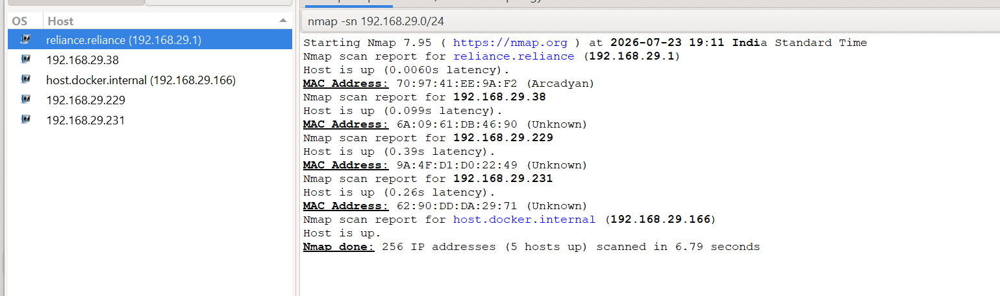 OS Host
reliance.reliance (192.168.29.1)
192.168.29.38
host.docker.internal (192.168.29.166)
192.168.29.229
192.168.29.231
nmap -sn 192.168.29.0/24
Starting Nmap 7.95 ( https://nmap.org ) at 2026-07-23 19:11 India Standard Time
Nmap scan report for reliance.reliance (192.168.29.1)
Host is up (0.0060s latency).
MAC Address: 70:97:41:EE:9A:F2 (Arcadyan)
Nmap scan report for 192.168.29.38
Host is up (0.099s latency).
MAC Address: 6A:09:61:DB:46:90 (Unknown)
Nmap scan report for 192.168.29.229
Host is up (0.39s latency).
MAC Address: 9A:4F:D1:D0:22:49 (Unknown)
Nmap scan report for 192.168.29.231
Host is up (0.26s latency).
MAC Address: 62:90:DD:DA:29:71 (Unknown)
Nmap scan report for host.docker.internal (192.168.29.166)
Host is up.
Nmap done: 256 IP addresses (5 hosts up) scanned in 6.79 seconds